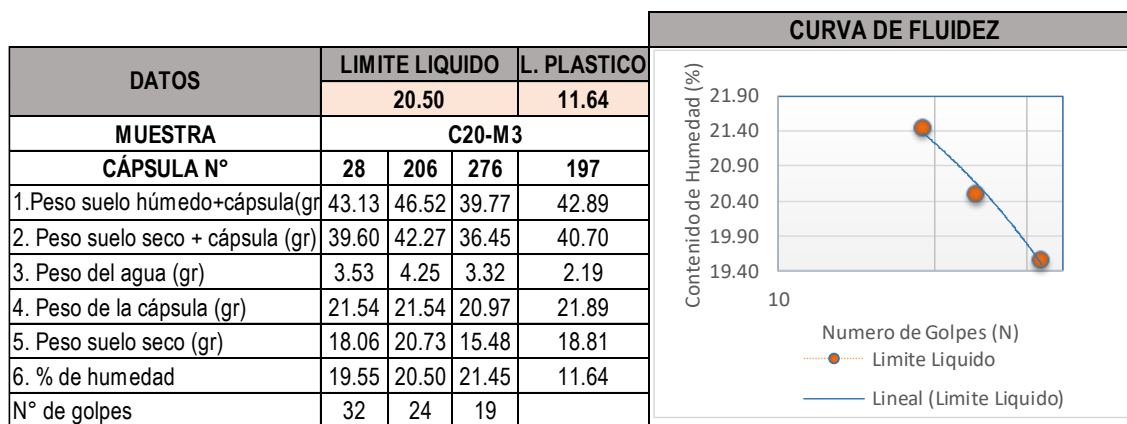 DATOS LIMITE LIQUIDO L. PLASTICO
20.50 11.64
MUESTRA C20-M3
CÁPSULA N° 28 206 276 197
1.Peso suelo húmedo+cápsula(gr 43.13 46.52 39.77 42.89
2. Peso suelo seco + cápsula (gr) 39.60 42.27 36.45 40.70
3. Peso del agua (gr) 3.53 4.25 3.32 2.19
4. Peso de la cápsula (gr) 21.54 21.54 20.97 21.89
5. Peso suelo seco (gr) 18.06 20.73 15.48 18.81
6. % de humedad 19.55 20.50 21.45 11.64
N° de golpes 32 24 19
CURVA DE FLUIDEZ
Contenido de Humedad (%)
21.90
21.40
20.90
20.40
19.90
19.40
10
Numero de Golpes (N)
Limite Liquido
Lineal (Limite Liquido)